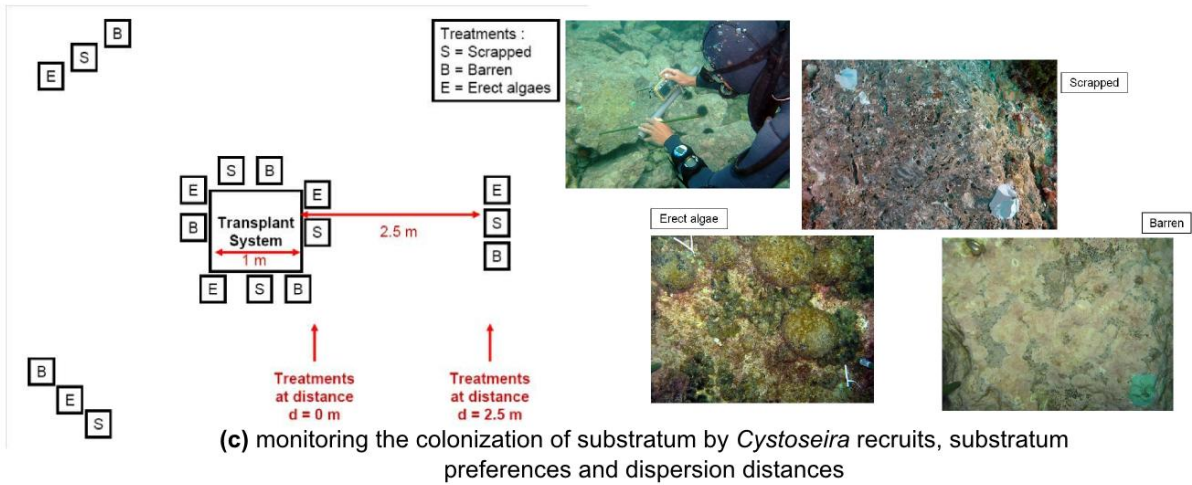 B
S
E
Treatments :
S = Scrapped
B = Barren
E = Erect algaes
Scrapped
S B
E E
B S
Transplant
System
1 m
E S B
2.5 m
E
S
B
Erect algae
Barren
B
E
S
Treatments
at distance
d = 0 m
Treatments
at distance
d = 2.5 m
(c) monitoring the colonization of substratum by Cystoseira recruits, substratum
preferences and dispersion distances